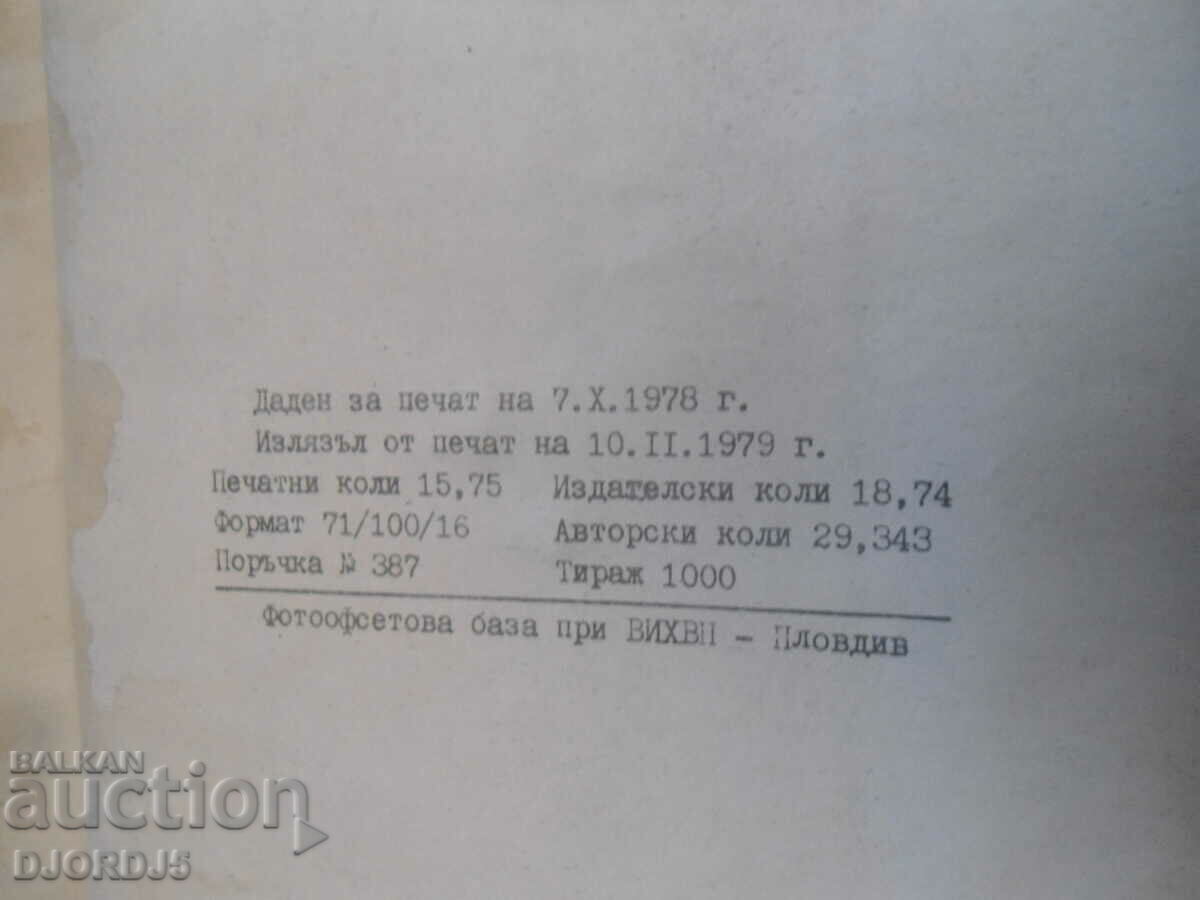 Даден за печат на 7.X.1978 г.
Излязъл от печат на 10.II.1979 г.
Печатни коли 15,75 Издателски коли 18,74
Формат 71/100/16 Авторски коли 29,343
Поръчка № 387 Тираж 1000
Фотоофсетова база при ВИХВП - Пловдив
BALKAN
auction
DJORDJ5